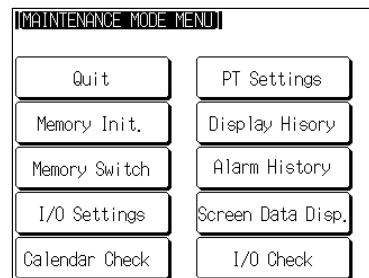 [MAINTENANCE MODE MENU]
Quit
PT Settings
Memory Init.
Display Hisory
Memory Switch
Alarm History
I/O Settings
Screen Data Disp.
Calendar Check
I/O Check